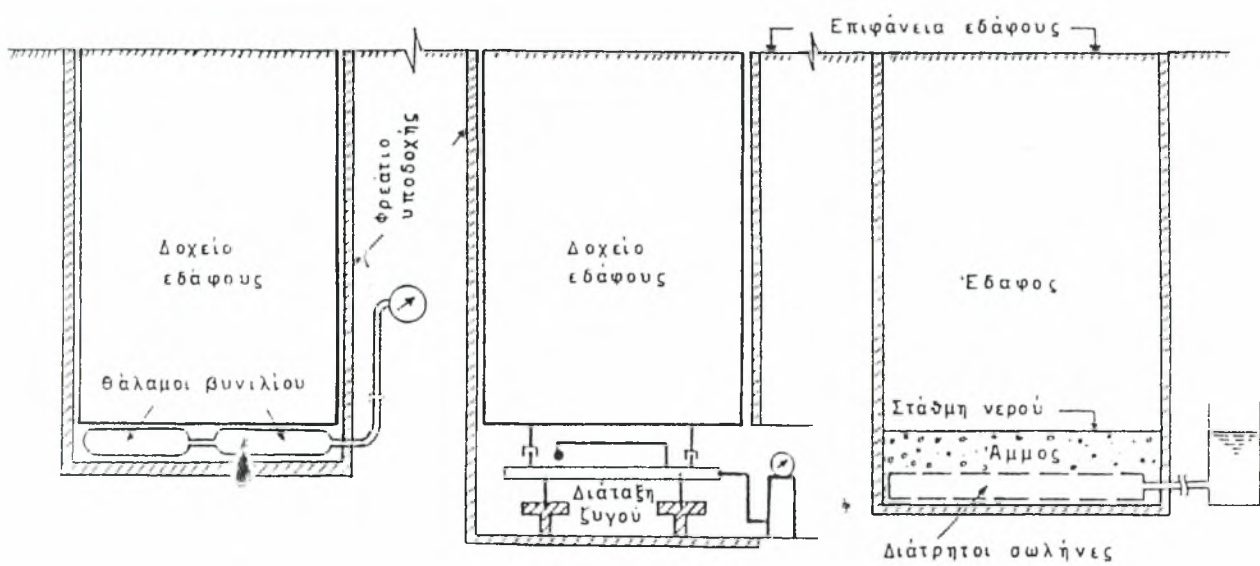 Επιφάνεια εδάφους
Φρεάτιο
υποδοχής
Δοχείο
εδάφους
Δοχείο
εδάφους
Έδαφος
Θάλαμοι βυνιλίου
Στάθμη νερού
Άμμος
Διάταξη
ζυγού
Διάτρητοι σωλήνες